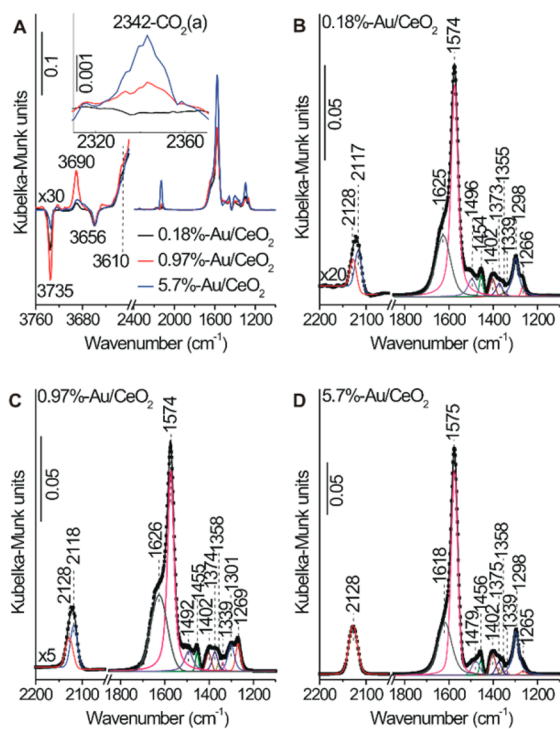 A
2342-CO2(a)
0.1
0.001
2320 2360
3690
x30
3656
3610
3735
0.18%-Au/CeO2
0.97%-Au/CeO2
5.7%-Au/CeO2
Kubelka-Munk units
3760 3680 2400 2000 1600 1200
Wavenumber (cm-1)
B
0.18%-Au/CeO2
0.05
1574
2128
2117
1625
1496
1454
1402
1373
1339
1355
1298
1266
x20
Kubelka-Munk units
2200 2100 1800 1600 1400 1200
Wavenumber (cm-1)
C
0.97%-Au/CeO2
0.05
1574
2128
2118
1626
1492
1455
1402
1374
1358
1339
1301
1269
x5
Kubelka-Munk units
2200 2100 1800 1600 1400 1200
Wavenumber (cm-1)
D
5.7%-Au/CeO2
0.05
1575
2128
1618
1479
1456
1402
1375
1358
1339
1298
1265
Kubelka-Munk units
2200 2100 1800 1600 1400 1200
Wavenumber (cm-1)